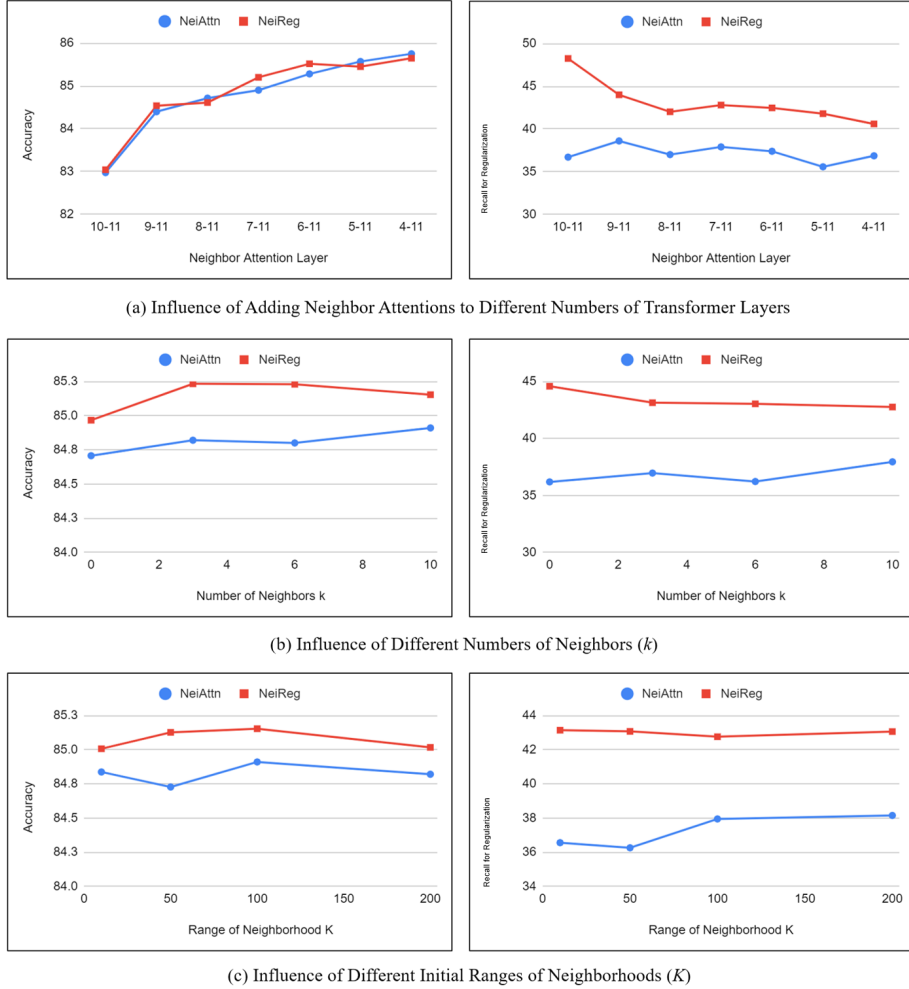 NeiAttn NeiReg
86
85
84
83
82
Accuracy
10-11 9-11 8-11 7-11 6-11 5-11 4-11
Neighbor Attention Layer
NeiAttn NeiReg
50
45
40
35
30
Recall for Regularization
10-11 9-11 8-11 7-11 6-11 5-11 4-11
Neighbor Attention Layer
(a) Influence of Adding Neighbor Attentions to Different Numbers of Transformer Layers
NeiAttn NeiReg
85.3
85.0
84.8
84.5
84.3
84.0
Accuracy
0 2 4 6 8 10
Number of Neighbors k
NeiAttn NeiReg
45
40
35
30
Recall for Regularization
0 2 4 6 8 10
Number of Neighbors k
(b) Influence of Different Numbers of Neighbors (k)
NeiAttn NeiReg
85.3
85.0
84.8
84.5
84.3
84.0
Accuracy
0 50 100 150 200
Range of Neighborhood K
NeiAttn NeiReg
44
42
40
38
36
34
Recall for Regularization
0 50 100 150 200
Range of Neighborhood K
(c) Influence of Different Initial Ranges of Neighborhoods (K)